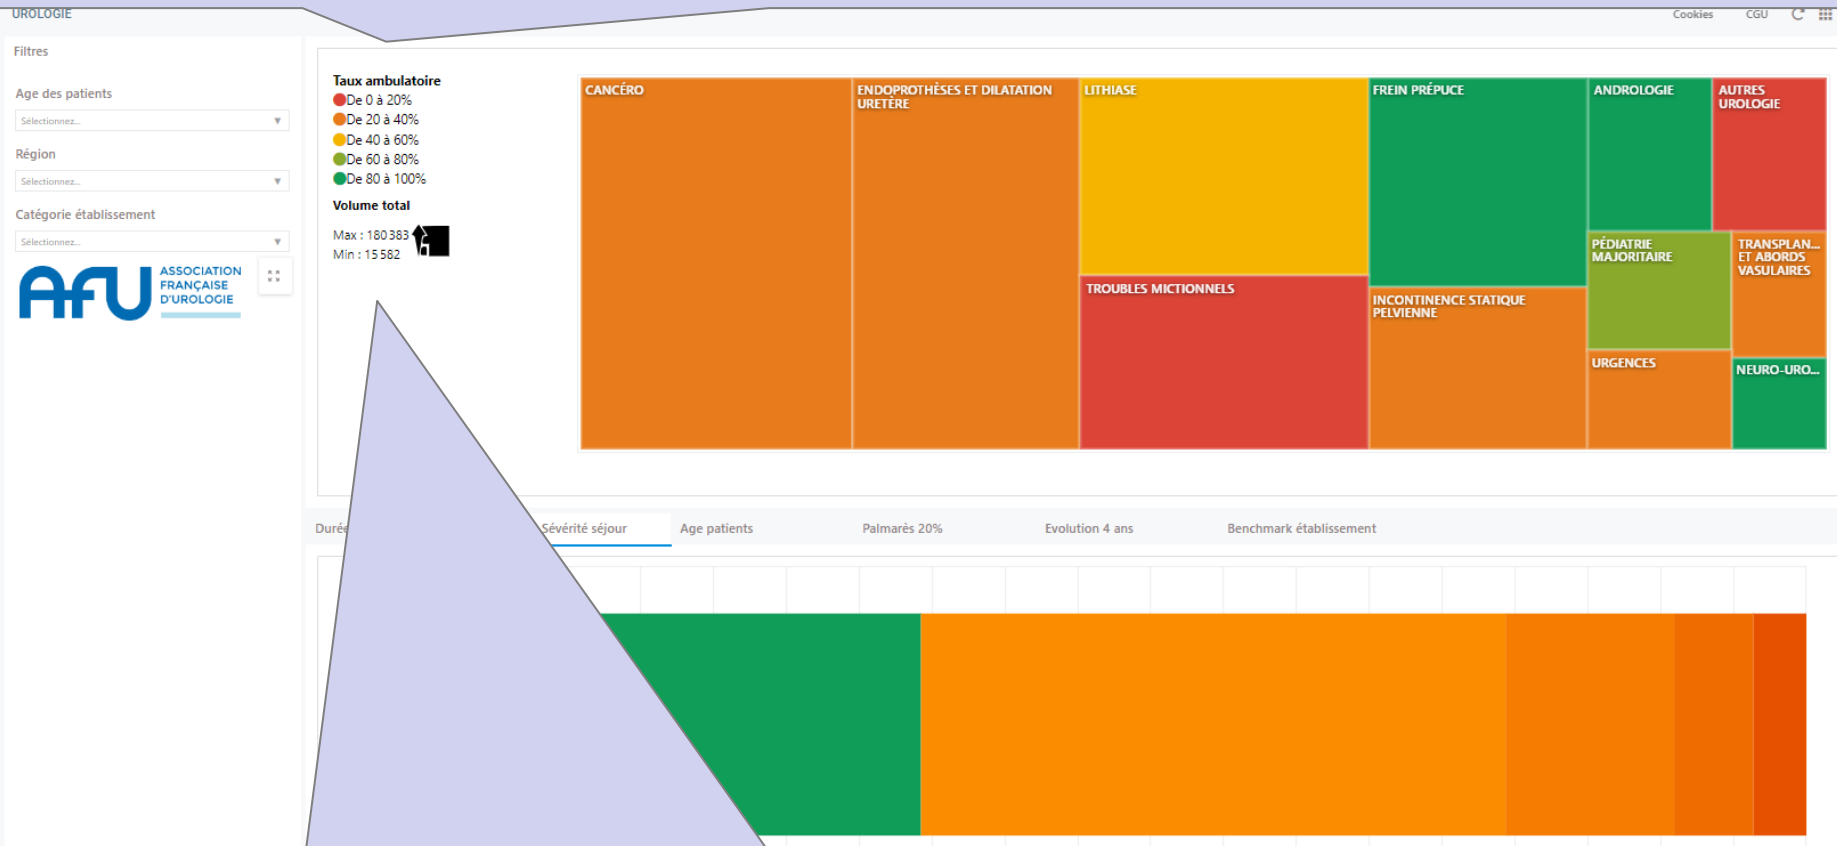 UROLOGIE
Cookies
CGU
Filtres
Age des patients
Sélectionnez...
Région
Sélectionnez...
Catégorie établissement
Sélectionnez...
AFU
ASSOCIATION
FRANÇAISE
D'UROLOGIE
Taux ambulatoire
De 0 à 20%
De 20 à 40%
De 40 à 60%
De 60 à 80%
De 80 à 100%
Volume total
Max : 180 383
Min : 15 582
CANCÉRO
ENDOPROTHÈSES ET DILATATION
URETÈRE
LITHIASE
TROUBLES MICTIONNELS
FREIN PRÉPUCE
INCONTINENCE STATIQUE
PELVIENNE
ANDROLOGIE
AUTRES
UROLOGIE
PÉDIATRIE
MAJORITAIRE
TRANSPLAN...
ET ABORDS
VASULAIRES
URGENCES
NEURO-URO...
Durée
Sévérité séjour
Age patients
Palmarès 20%
Evolution 4 ans
Benchmark établissement